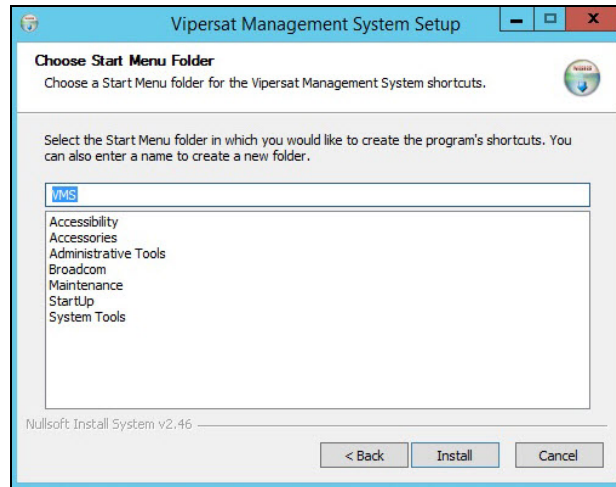 Vipersat Management System Setup
Choose Start Menu Folder
Choose a Start Menu folder for the Vipersat Management System shortcuts.
Select the Start Menu folder in which you would like to create the program's shortcuts. You
can also enter a name to create a new folder.
VMS
Accessibility
Accessories
Administrative Tools
Broadcom
Maintenance
StartUp
System Tools
Nullsoft Install System v2.46
< Back Install Cancel